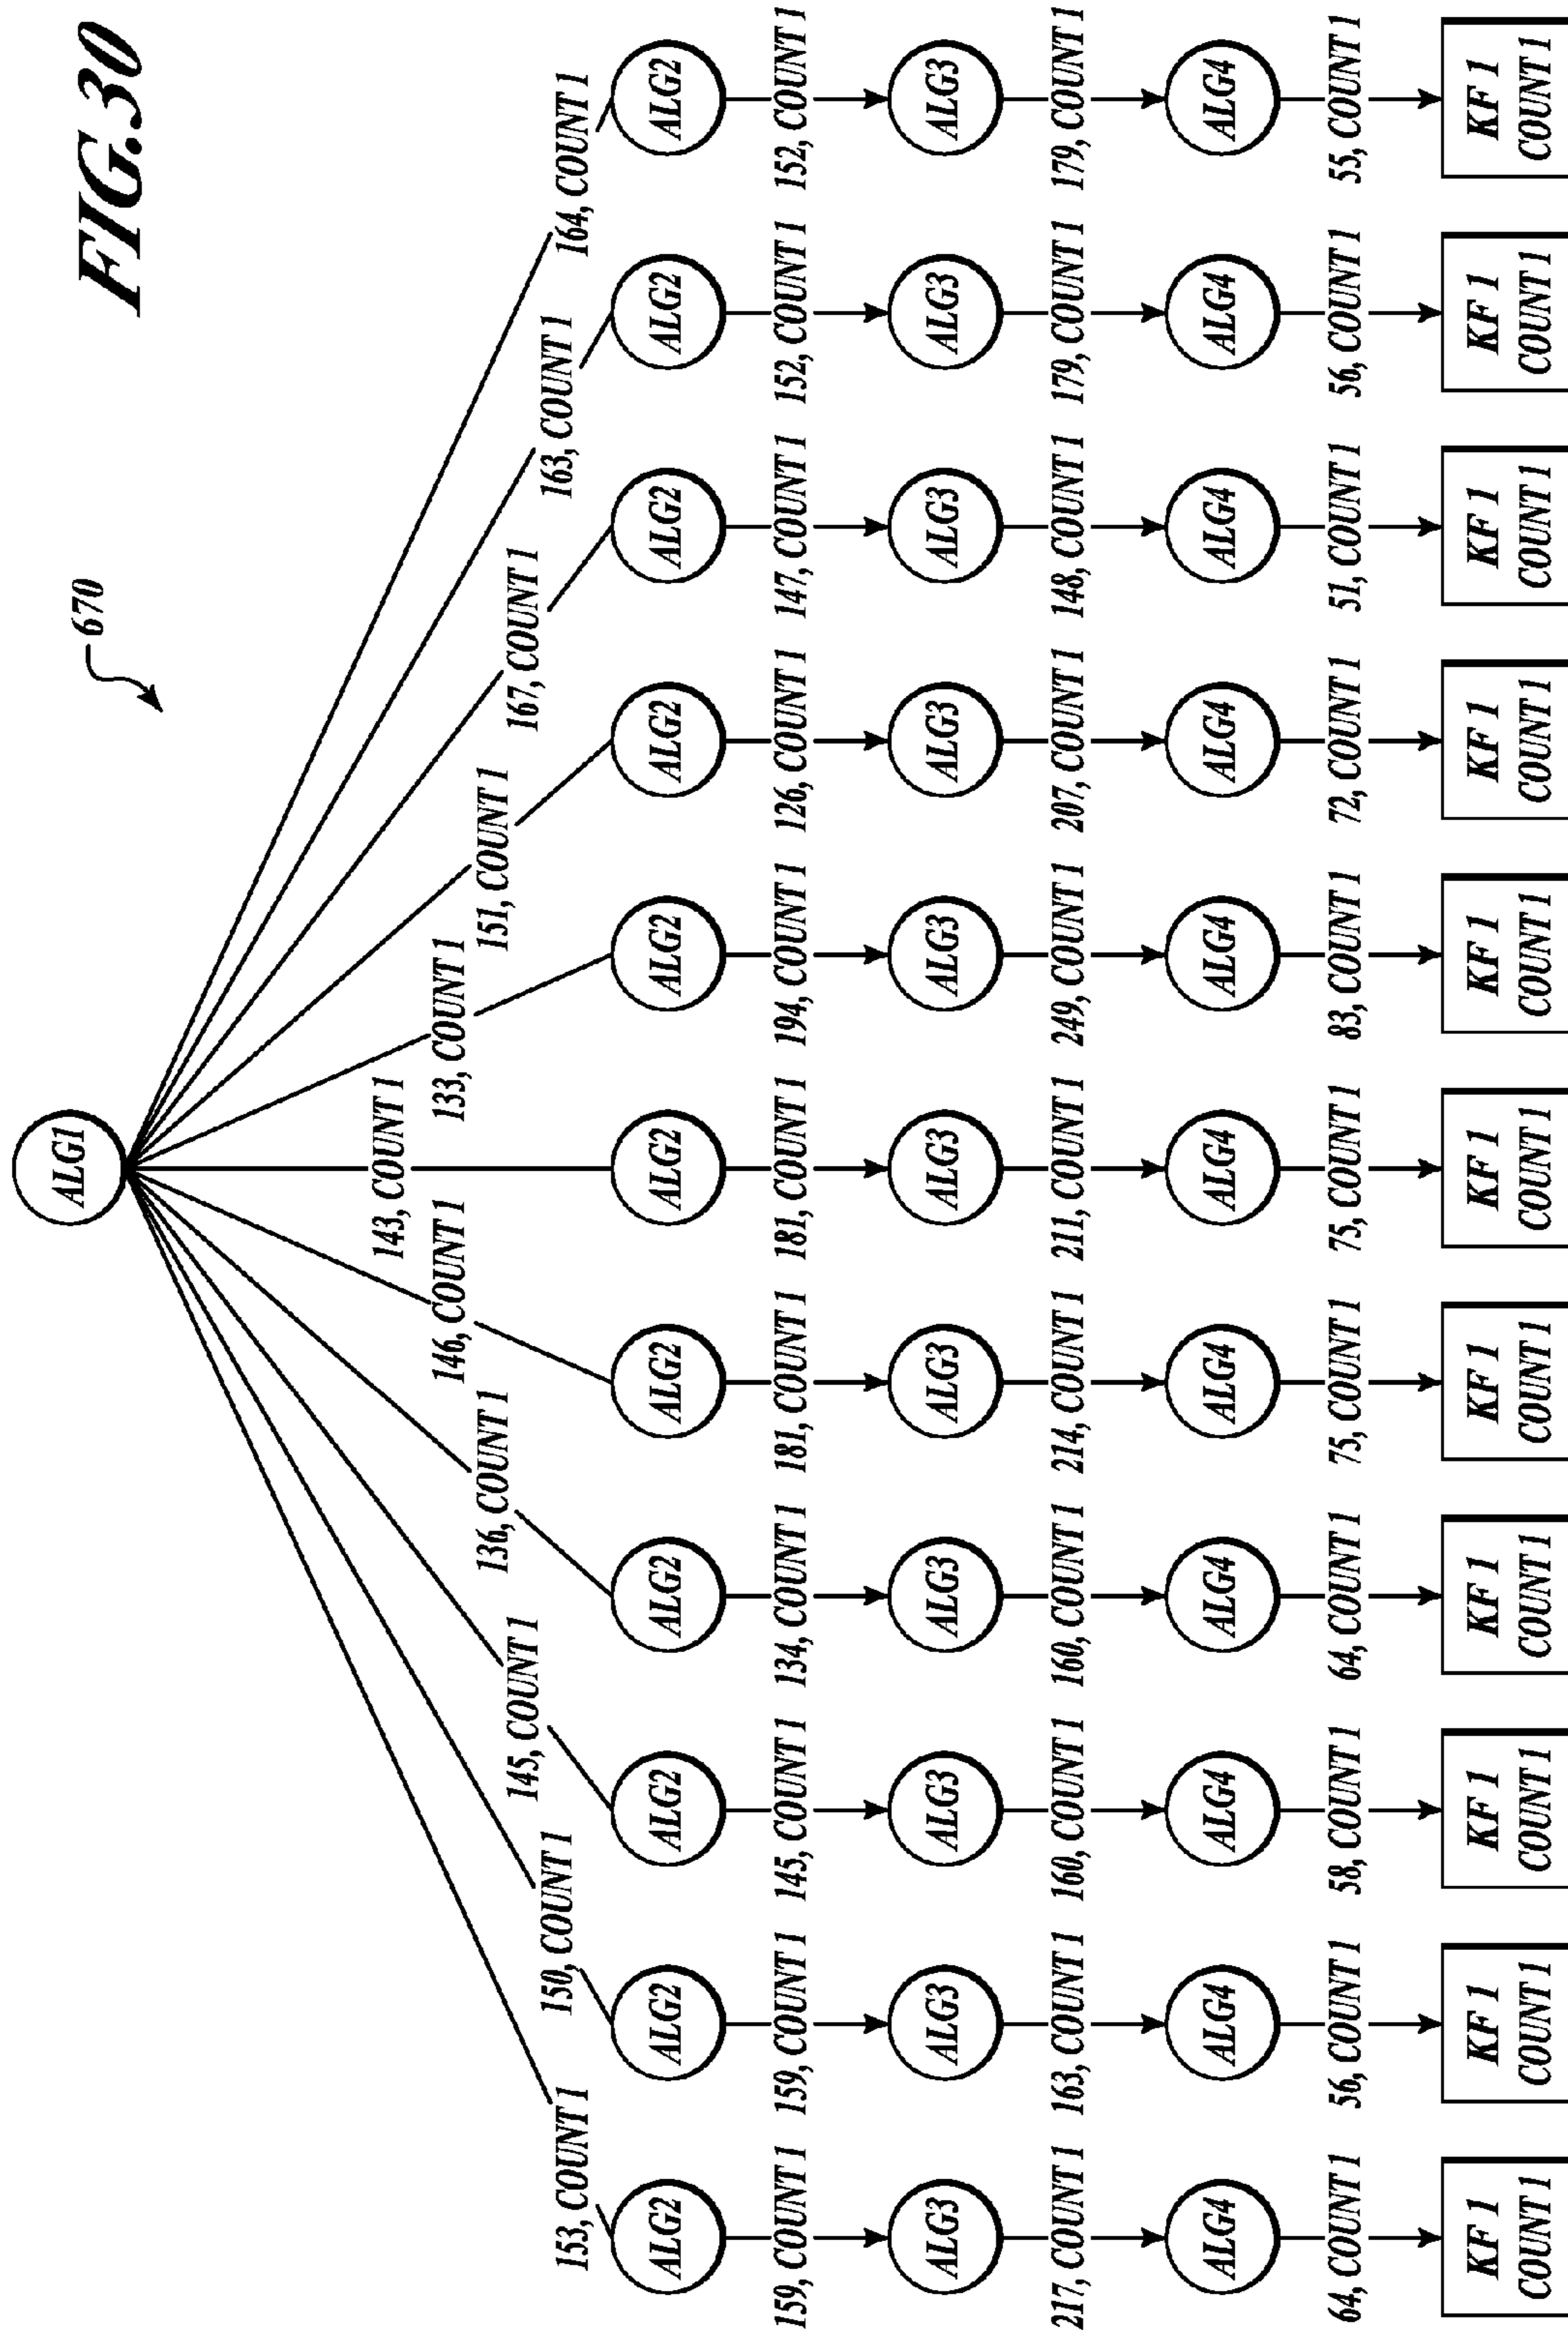 FIG.30
670
ALG1
153, COUNT 1
150, COUNT 1
145, COUNT 1
136, COUNT 1
146, COUNT 1
143, COUNT 1
133, COUNT 1
151, COUNT 1
167, COUNT 1
163, COUNT 1
164, COUNT 1
ALG2
ALG2
ALG2
ALG2
ALG2
ALG2
ALG2
ALG2
ALG2
ALG2
ALG2
159, COUNT 1
159, COUNT 1
145, COUNT 1
134, COUNT 1
181, COUNT 1
181, COUNT 1
194, COUNT 1
126, COUNT 1
147, COUNT 1
152, COUNT 1
152, COUNT 1
ALG3
ALG3
ALG3
ALG3
ALG3
ALG3
ALG3
ALG3
ALG3
ALG3
ALG3
217, COUNT 1
163, COUNT 1
160, COUNT 1
160, COUNT 1
214, COUNT 1
211, COUNT 1
249, COUNT 1
207, COUNT 1
148, COUNT 1
179, COUNT 1
179, COUNT 1
ALG4
ALG4
ALG4
ALG4
ALG4
ALG4
ALG4
ALG4
ALG4
ALG4
ALG4
64, COUNT 1
56, COUNT 1
58, COUNT 1
64, COUNT 1
75, COUNT 1
75, COUNT 1
83, COUNT 1
72, COUNT 1
51, COUNT 1
56, COUNT 1
55, COUNT 1
KF 1
COUNT 1
KF 1
COUNT 1
KF 1
COUNT 1
KF 1
COUNT 1
KF 1
COUNT 1
KF 1
COUNT 1
KF 1
COUNT 1
KF 1
COUNT 1
KF 1
COUNT 1
KF 1
COUNT 1
KF 1
COUNT 1